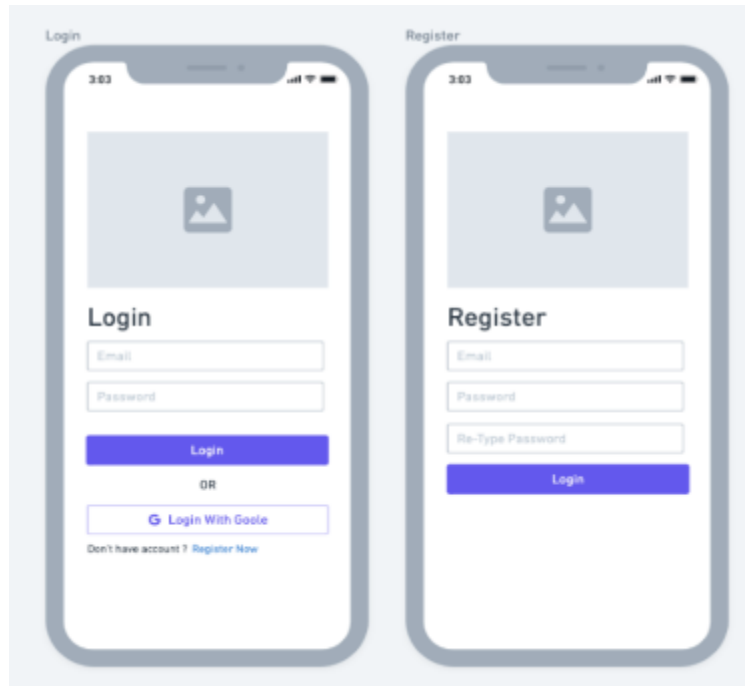 Login
3:03
Login
Email
Password
Login
OR
G Login With Goole
Don't have account ? Register Now
Register
3:03
Register
Email
Password
Re-Type Password
Login